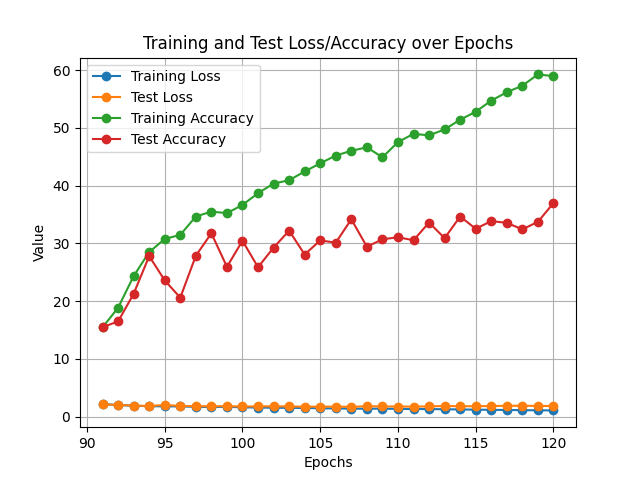 Training and Test Loss/Accuracy over Epochs
Training Loss
Test Loss
Training Accuracy
Test Accuracy
60
50
40
30
20
10
0
Value
90 95 100 105 110 115 120
Epochs